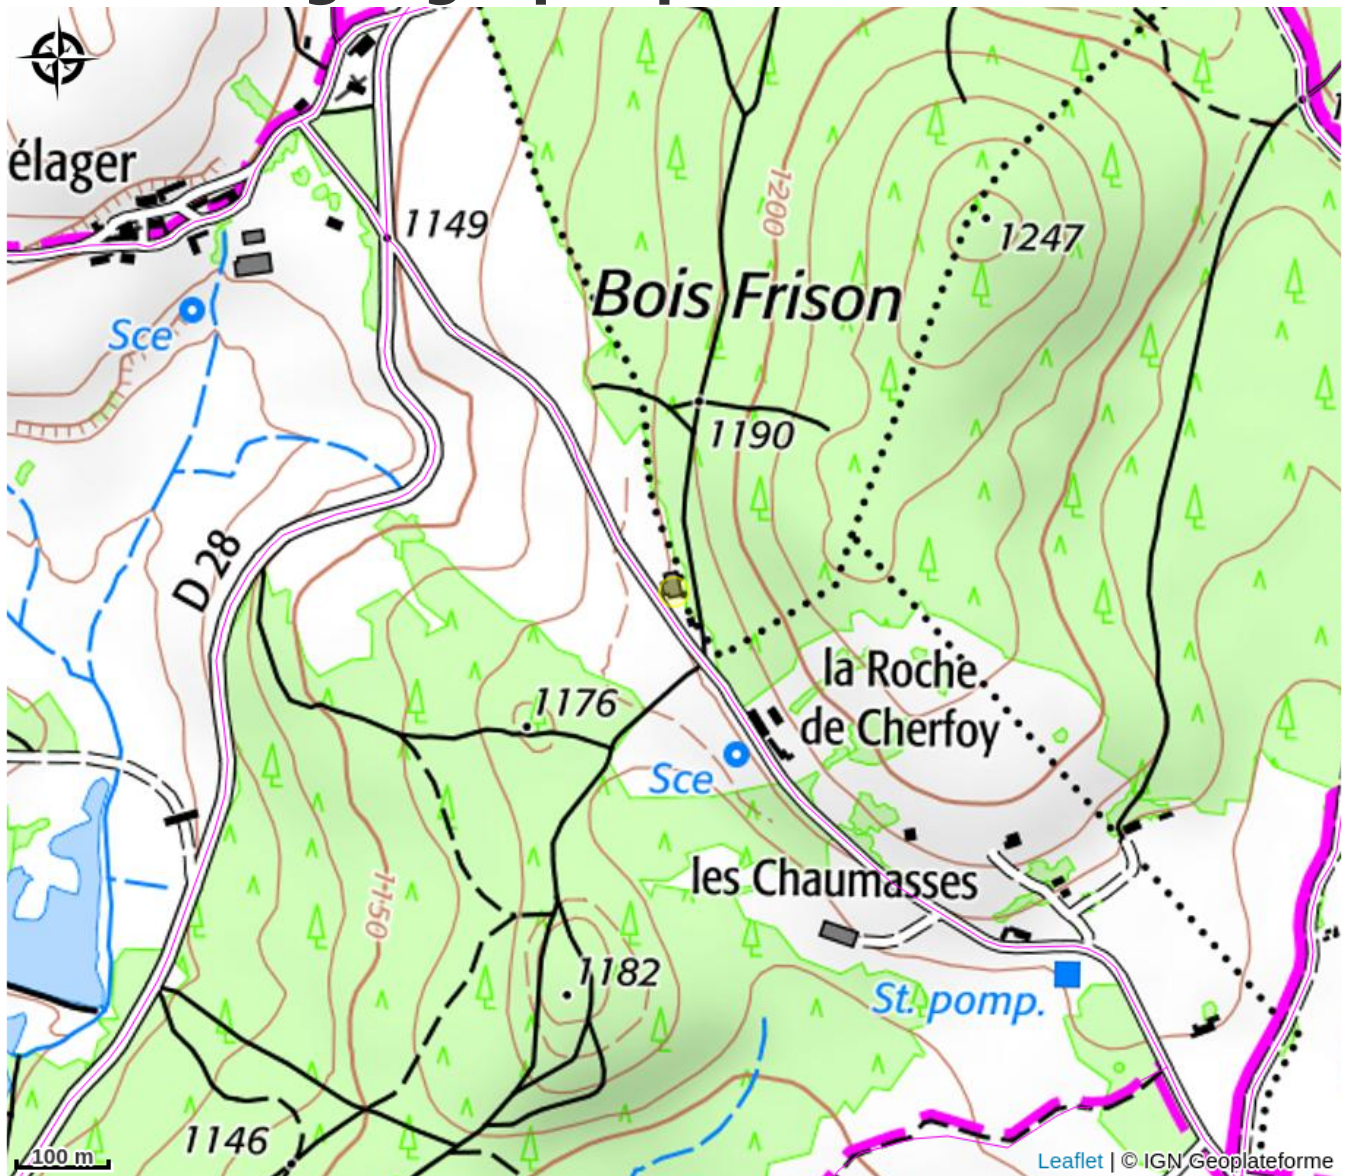 élager
1149
1200
1247
Bois Frison
Sce
1190
D 28
la Roche
de Cherfoy
1176
Sce
les Chaumasses
1150
1182
St. pomp.
1146
100 m
Leaflet | © IGN Geoplateforme